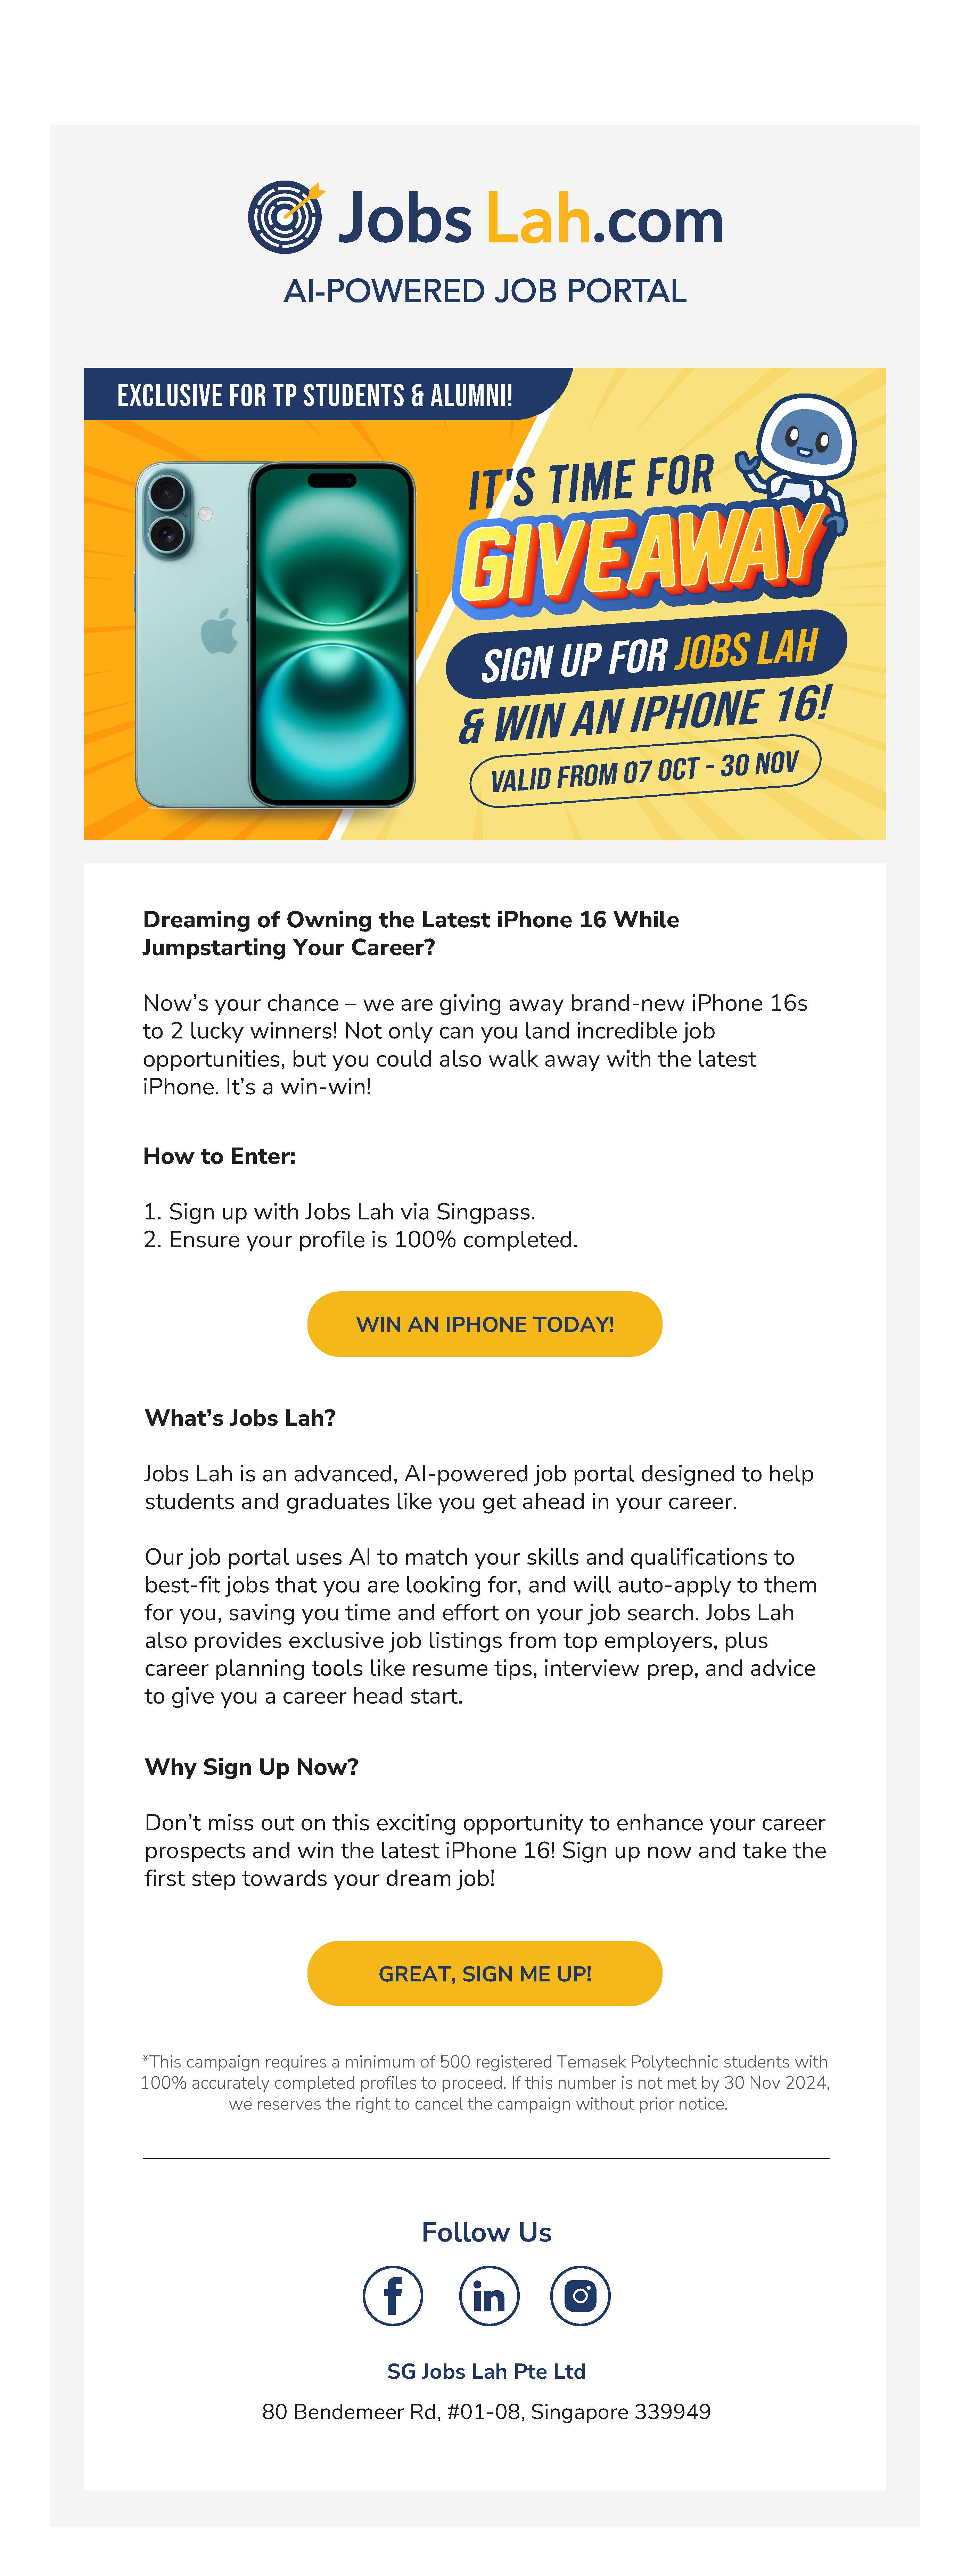 Jobs Lah.com
AI-POWERED JOB PORTAL
EXCLUSIVE FOR TP STUDENTS & ALUMNI!
IT'S TIME FOR
GIVEAWAY
SIGN UP FOR JOBS LAH
& WIN AN IPHONE 16!
VALID FROM 07 OCT - 30 NOV
Dreaming of Owning the Latest iPhone 16 While
Jumpstarting Your Career?
Now’s your chance – we are giving away brand-new iPhone 16s
to 2 lucky winners! Not only can you land incredible job
opportunities, but you could also walk away with the latest
iPhone. It’s a win-win!
How to Enter:
1. Sign up with Jobs Lah via Singpass.
2. Ensure your profile is 100% completed.
WIN AN IPHONE TODAY!
What’s Jobs Lah?
Jobs Lah is an advanced, AI-powered job portal designed to help
students and graduates like you get ahead in your career.
Our job portal uses AI to match your skills and qualifications to
best-fit jobs that you are looking for, and will auto-apply to them
for you, saving you time and effort on your job search. Jobs Lah
also provides exclusive job listings from top employers, plus
career planning tools like resume tips, interview prep, and advice
to give you a career head start.
Why Sign Up Now?
Don’t miss out on this exciting opportunity to enhance your career
prospects and win the latest iPhone 16! Sign up now and take the
first step towards your dream job!
GREAT, SIGN ME UP!
*This campaign requires a minimum of 500 registered Temasek Polytechnic students with
100% accurately completed profiles to proceed. If this number is not met by 30 Nov 2024,
we reserves the right to cancel the campaign without prior notice.
Follow Us
f in
SG Jobs Lah Pte Ltd
80 Bendemeer Rd, #01-08, Singapore 339949